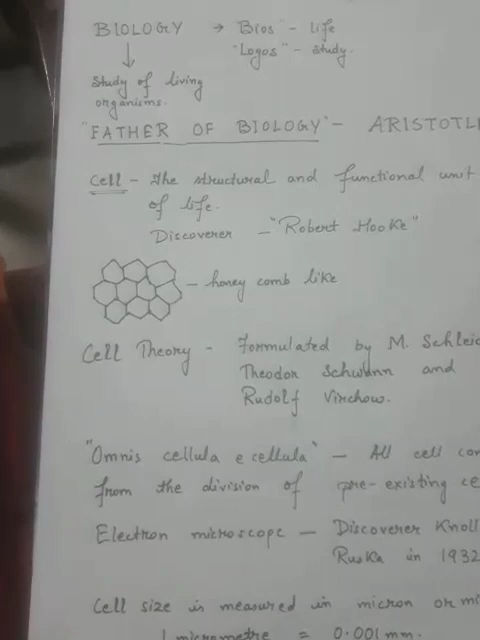 BIOLOGY → "Bios" - life
"Logos" - study.
Study of living
organisms.
"FATHER OF BIOLOGY" - ARISTOTL
Cell - the structural and functional unit
of life.
Discoverer - "Robert Hooke"
- honey comb like
Cell Theory - Formulated by M. Schleid
Theodor Schwann and
Rudolf Virchow.
"Omnis cellula e cellula" - All cell
from the division of pre-existing
Electron microscope - Discoverer Knoll
Ruska in 1932
Cell size is measured in micron or
1 micrometre = 0.001 mm.